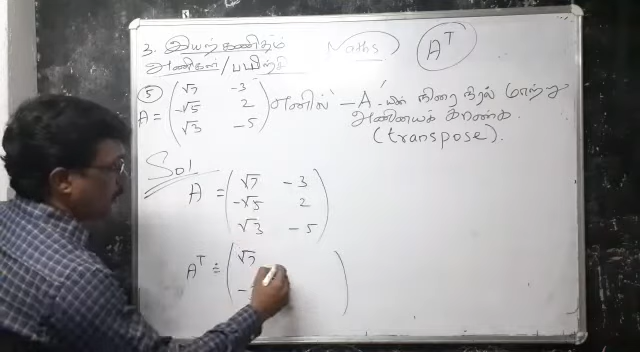 3. இயற்கணிதம் Maths A^T
அணிகள்/பயிற்சி
⑤ A = (√7 -3
-√5 2
√3 -5) எனில் -A-யின் நிரை நிரல் மாற்று
அணியைக் காண்க.
(transpose).
Sol
A = (√7 -3
-√5 2
√3 -5)
A^T = (√7
-